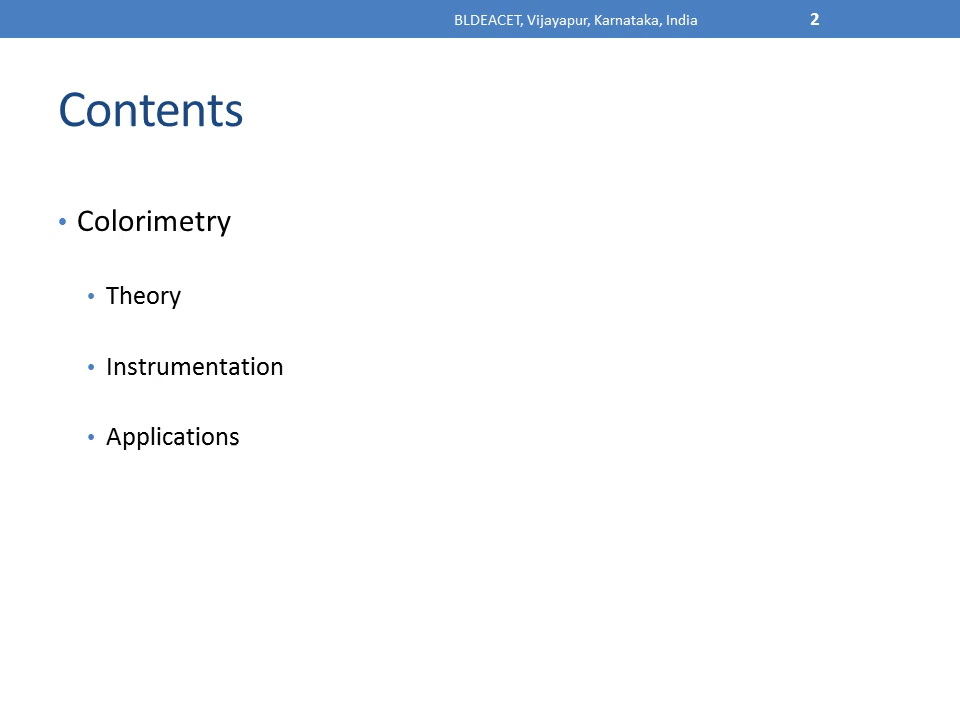 BLDEACET, Vijayapur, Karnataka, India 2
Contents
• Colorimetry
• Theory
• Instrumentation
• Applications